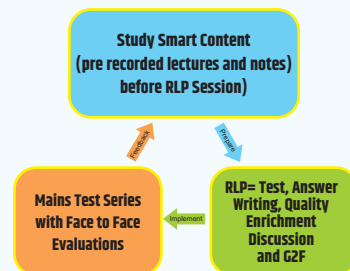 Study Smart Content
(pre recorded lectures and notes)
before RLP Session)
Feedback
Prepare
Mains Test Series
with Face to Face
Evaluations
Implement
RLP= Test, Answer
Writing, Quality
Enrichment
Discussion
and G2F